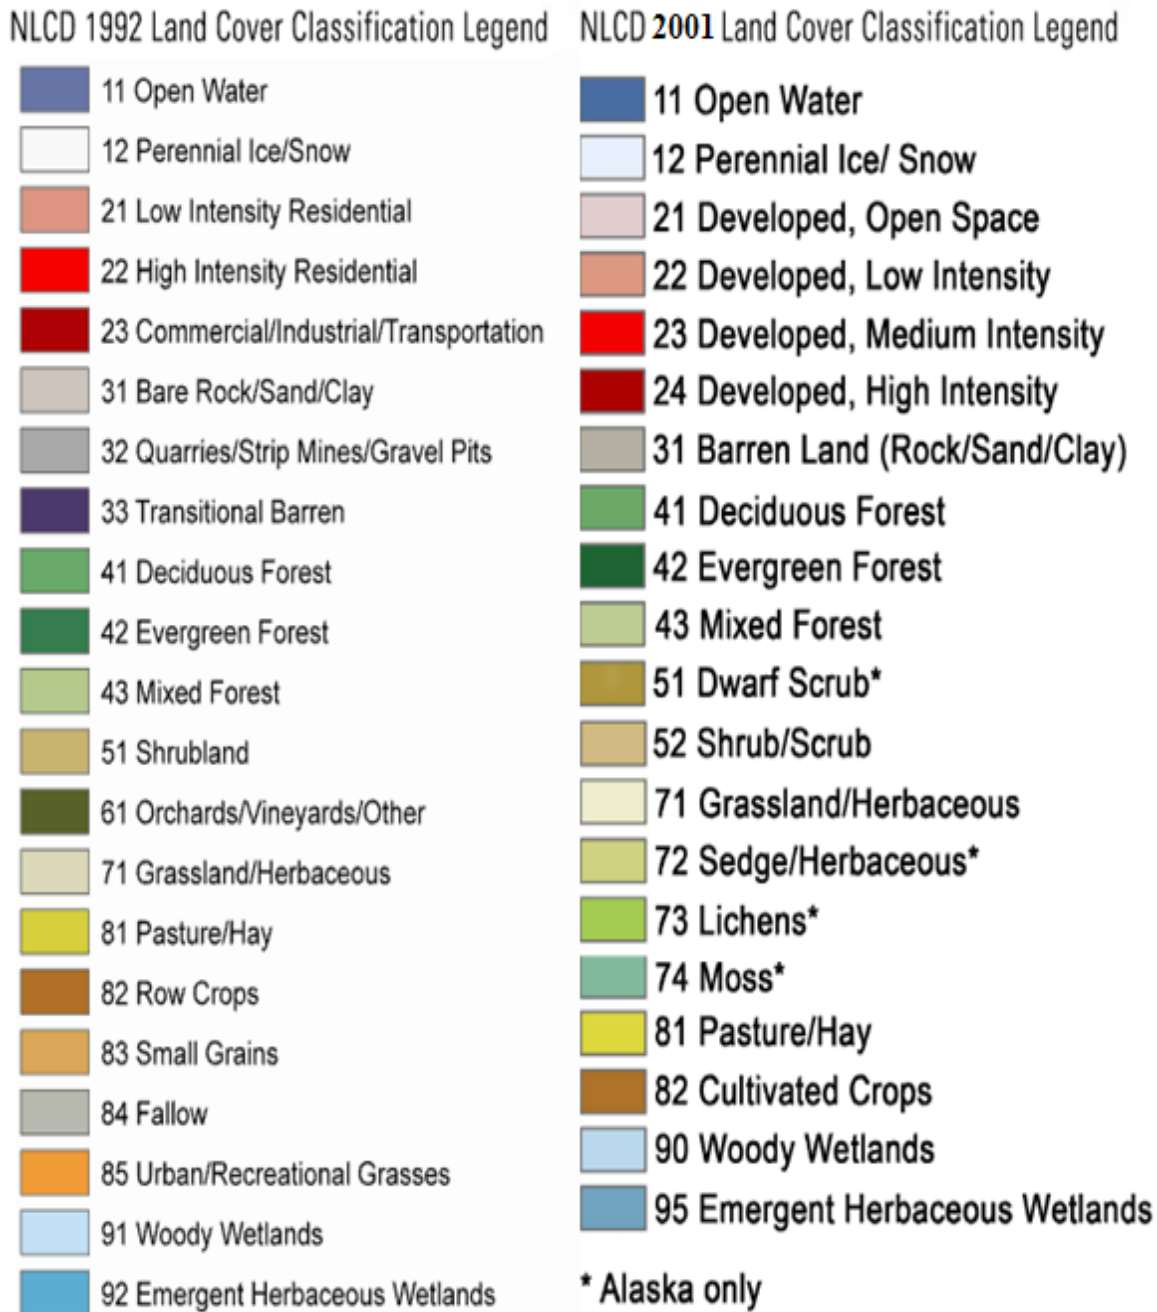 NLCD 1992 Land Cover Classification Legend
11 Open Water
12 Perennial Ice/Snow
21 Low Intensity Residential
22 High Intensity Residential
23 Commercial/Industrial/Transportation
31 Bare Rock/Sand/Clay
32 Quarries/Strip Mines/Gravel Pits
33 Transitional Barren
41 Deciduous Forest
42 Evergreen Forest
43 Mixed Forest
51 Shrubland
61 Orchards/Vineyards/Other
71 Grassland/Herbaceous
81 Pasture/Hay
82 Row Crops
83 Small Grains
84 Fallow
85 Urban/Recreational Grasses
91 Woody Wetlands
92 Emergent Herbaceous Wetlands
NLCD 2001 Land Cover Classification Legend
11 Open Water
12 Perennial Ice/ Snow
21 Developed, Open Space
22 Developed, Low Intensity
23 Developed, Medium Intensity
24 Developed, High Intensity
31 Barren Land (Rock/Sand/Clay)
41 Deciduous Forest
42 Evergreen Forest
43 Mixed Forest
51 Dwarf Scrub*
52 Shrub/Scrub
71 Grassland/Herbaceous
72 Sedge/Herbaceous*
73 Lichens*
74 Moss*
81 Pasture/Hay
82 Cultivated Crops
90 Woody Wetlands
95 Emergent Herbaceous Wetlands
* Alaska only